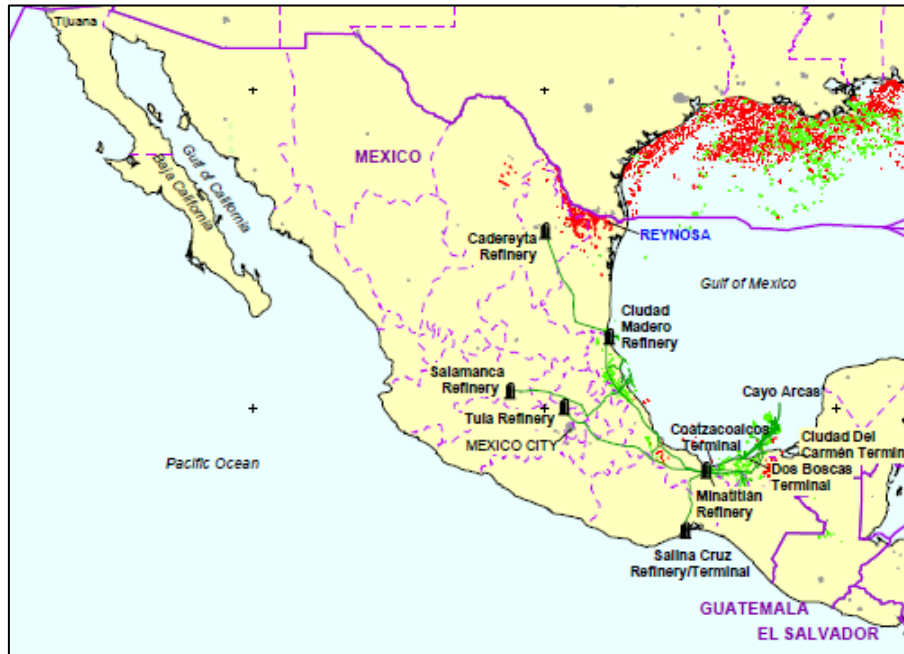 Tijuana
Gulf of California
Baja California
MEXICO
REYNOSA
Cadereyta
Refinery
Gulf of Mexico
Ciudad
Madero
Refinery
Salamanca
Refinery
Tula Refinery
MEXICO CITY
Cayo Arcas
Coatzacoalcos
Terminal
Ciudad Del
Carmén Termin
Dos Boscas
Terminal
Pacific Ocean
Minatitlán
Refinery
Salina Cruz
Refinery/Terminal
GUATEMALA
EL SALVADOR